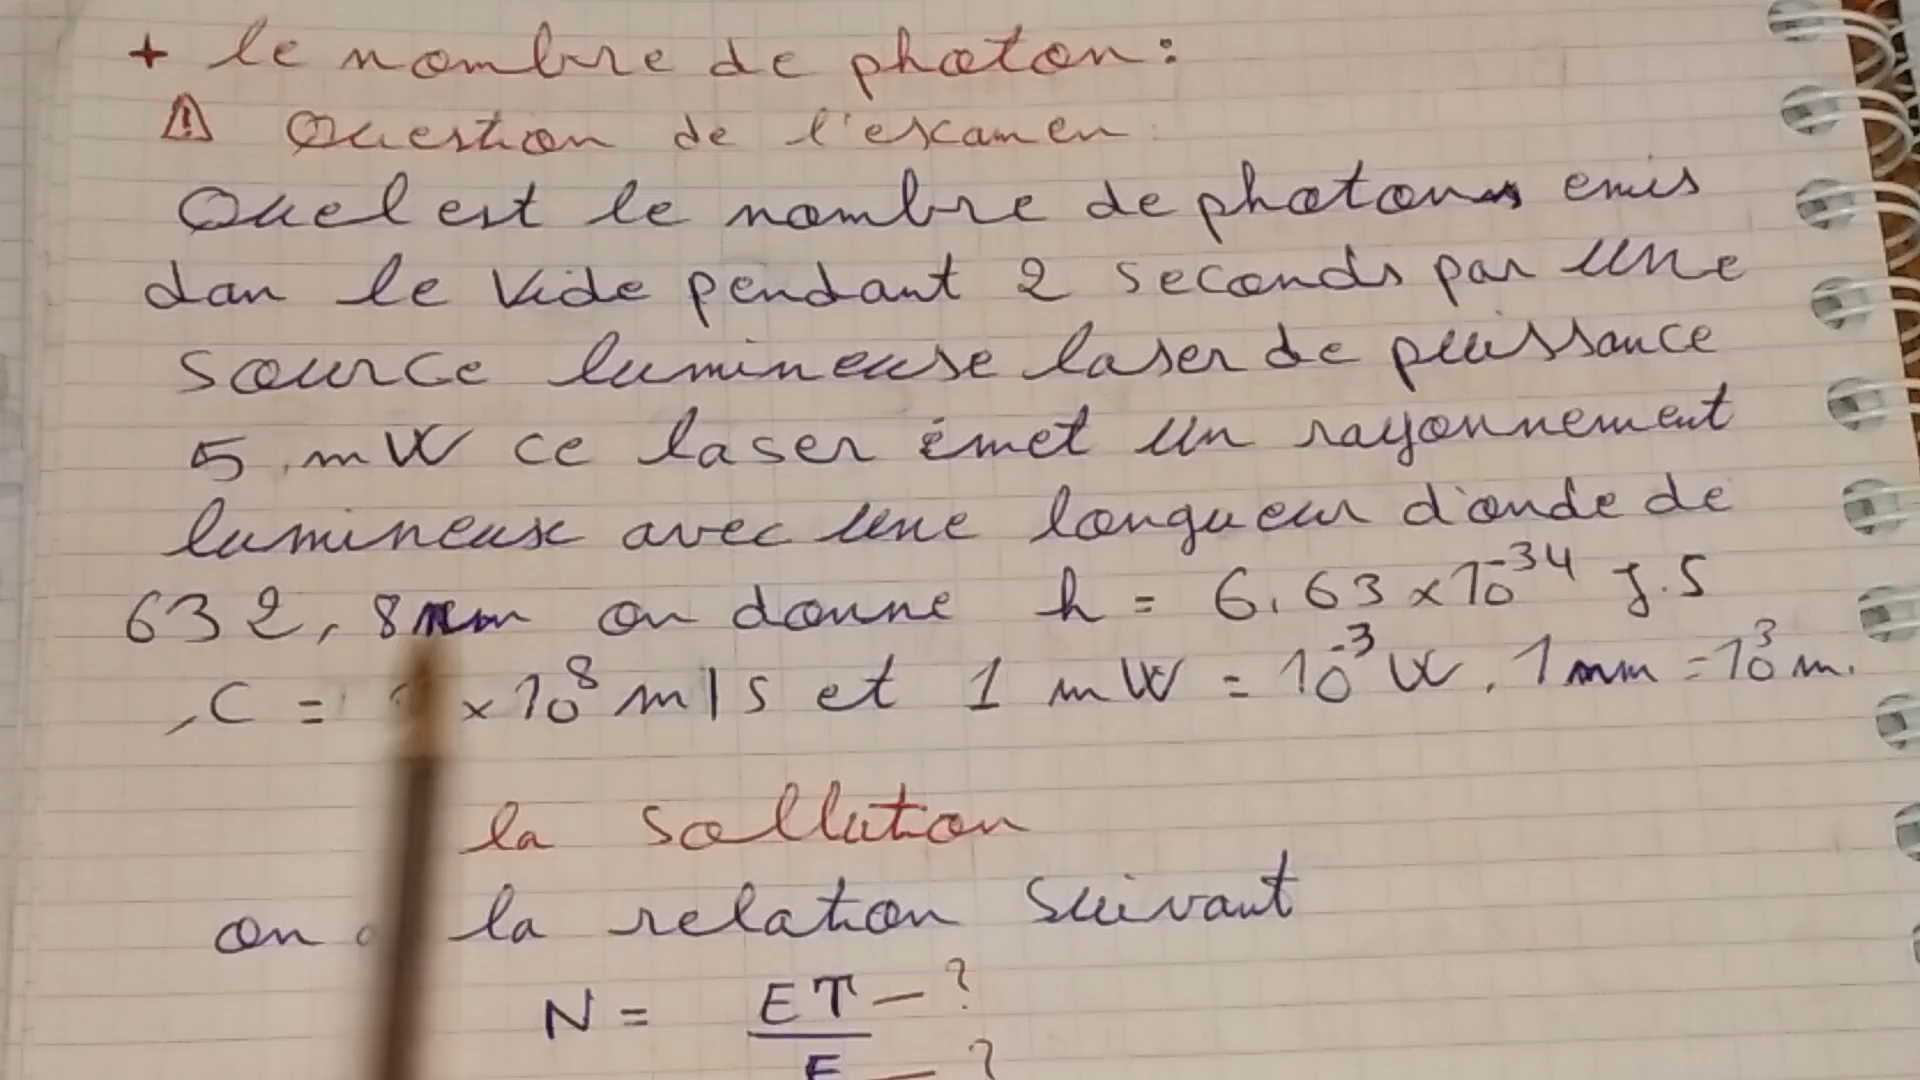 + le nombre de photon:
⚠ Question de l'examen
Quel est le nombre de photons emis
dan le Vide pendant 2 seconds par une
source lumineuse laser de puissance
5 mW ce laser émet un rayonnement
lumineux avec une longueur d'onde de
632,8nm on donne h = 6.63 x 10^-34 J.S
, C = x 10^8 m/s et 1 mW = 10^-3 W. 1 mm = 10^3 m.
la sollution
on la relation suivant
N = ET — ?
E — ?